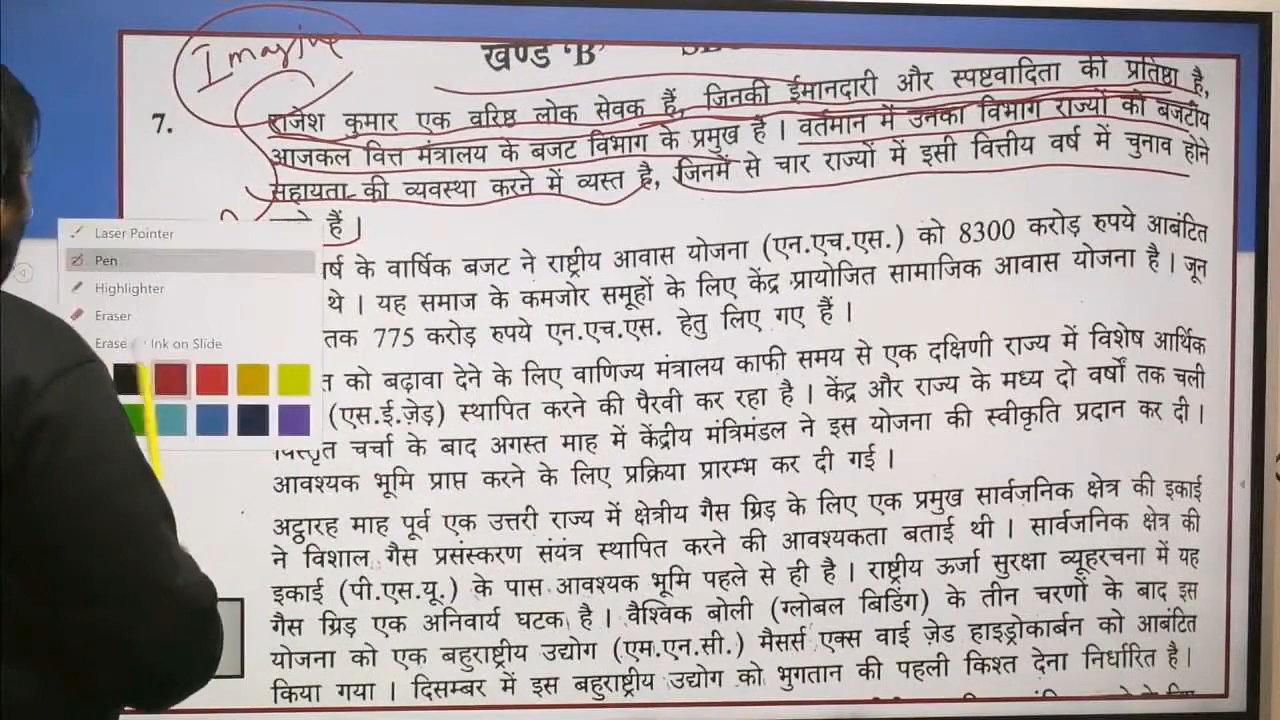 Imagine
खण्ड 'B'
7. राजेश कुमार एक वरिष्ठ लोक सेवक हैं, जिनकी ईमानदारी और स्पष्टवादिता की प्रतिष्ठा है,
आजकल वित्त मंत्रालय के बजट विभाग के प्रमुख हैं । वर्तमान में उनका विभाग राज्यों को बजटीय
सहायता की व्यवस्था करने में व्यस्त है, जिनमें से चार राज्यों में इसी वित्तीय वर्ष में चुनाव होने
हैं ।
के वार्षिक बजट ने राष्ट्रीय आवास योजना (एन.एच.एस.) को 8300 करोड़ रुपये आबंटित
थे । यह समाज के कमजोर समूहों के लिए केंद्र प्रायोजित सामाजिक आवास योजना है । जून
तक 775 करोड़ रुपये एन.एच.एस. हेतु लिए गए हैं ।
को बढ़ावा देने के लिए वाणिज्य मंत्रालय काफी समय से एक दक्षिणी राज्य में विशेष आर्थिक
(एस.ई.ज़ेड) स्थापित करने की पैरवी कर रहा है । केंद्र और राज्य के मध्य दो वर्षों तक चली
विस्तृत चर्चा के बाद अगस्त माह में केंद्रीय मंत्रिमंडल ने इस योजना की स्वीकृति प्रदान कर दी ।
आवश्यक भूमि प्राप्त करने के लिए प्रक्रिया प्रारम्भ कर दी गई ।
अट्ठारह माह पूर्व एक उत्तरी राज्य में क्षेत्रीय गैस ग्रिड़ के लिए एक प्रमुख सार्वजनिक क्षेत्र की इकाई
ने विशाल गैस प्रसंस्करण संयंत्र स्थापित करने की आवश्यकता बताई थी । सार्वजनिक क्षेत्र की
इकाई (पी.एस.यू.) के पास आवश्यक भूमि पहले से ही है । राष्ट्रीय ऊर्जा सुरक्षा व्यूहरचना में यह
गैस ग्रिड़ एक अनिवार्य घटक है । वैश्विक बोली (ग्लोबल बिडिंग) के तीन चरणों के बाद इस
योजना को एक बहुराष्ट्रीय उद्योग (एम.एन.सी.) मैसर्स एक्स वाई ज़ेड हाइड्रोकार्बन को आबंटित
किया गया । दिसम्बर में इस बहुराष्ट्रीय उद्योग को भुगतान की पहली किश्त देना निर्धारित है।
Laser Pointer
Pen
Highlighter
Eraser
Erase Ink on Slide